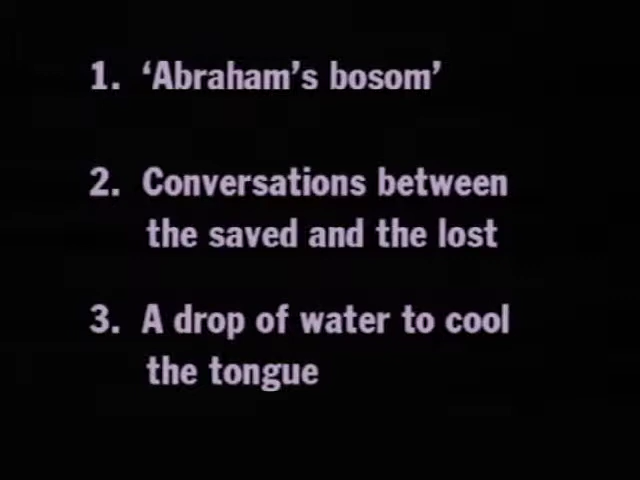 1. ‘Abraham’s bosom’
2. Conversations between
the saved and the lost
3. A drop of water to cool
the tongue